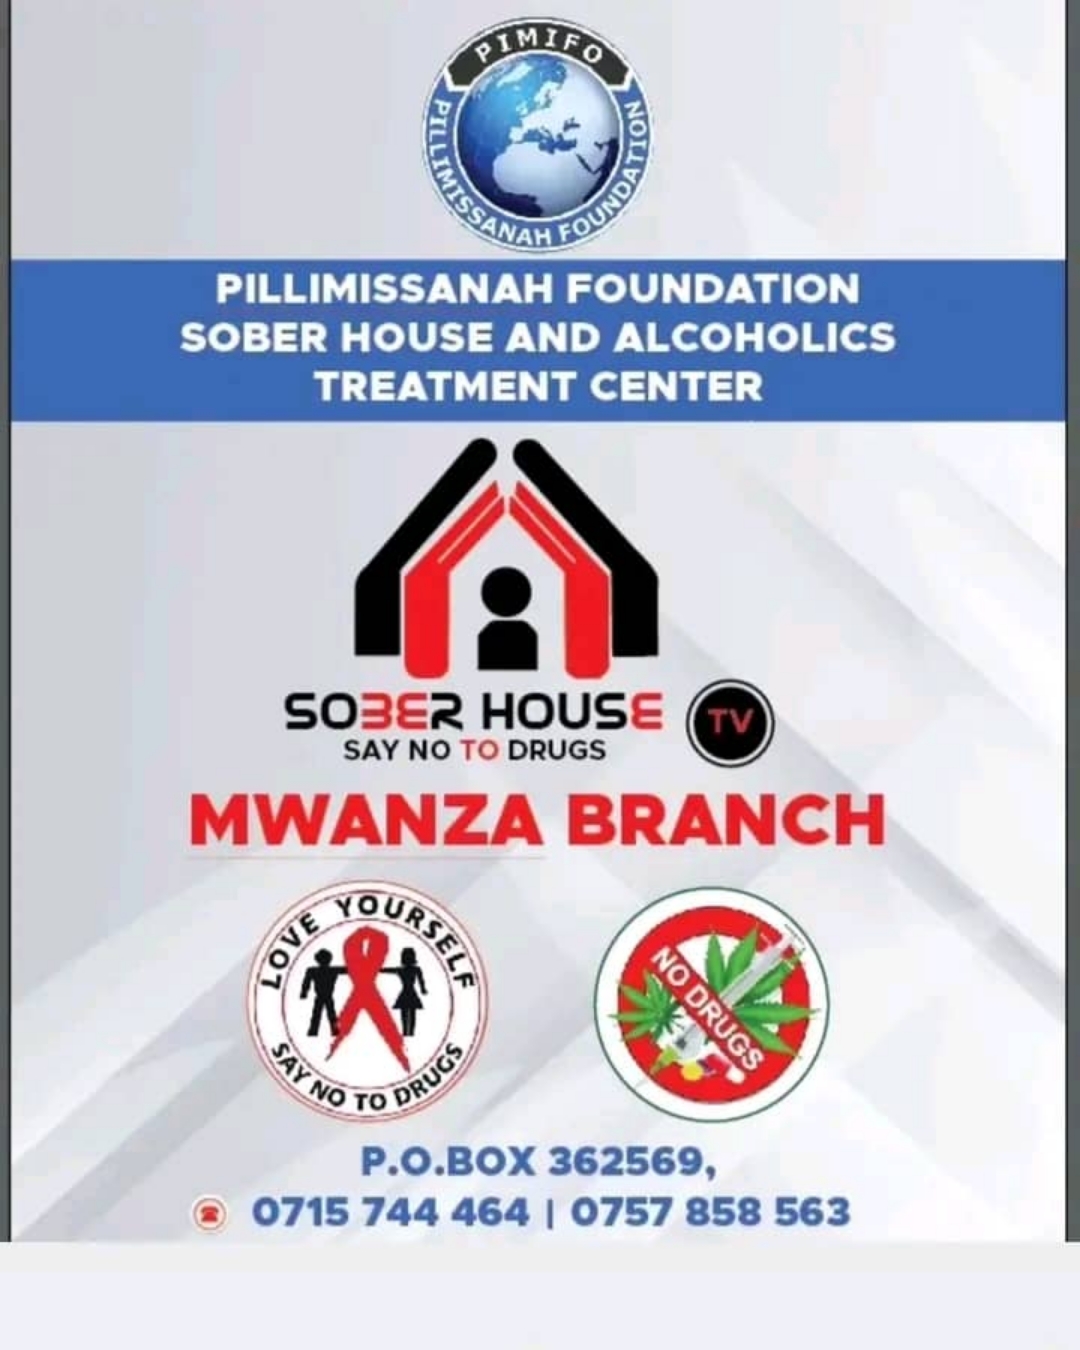 PIMIFO
PILLIMISSANAH FOUNDATION
PILLIMISSANAH FOUNDATION
SOBER HOUSE AND ALCOHOLICS
TREATMENT CENTER
SOBER HOUSE
TV
SAY NO TO DRUGS
MWANZA BRANCH
LOVE YOURSELF
SAY NO TO DRUGS
NO DRUGS
P.O.BOX 362569,
0715 744 464 | 0757 858 563